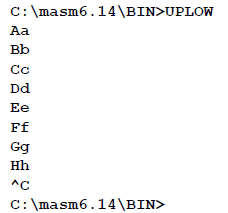 C:\masm6.14\BIN>UPLOW
Aa
Bb
Cc
Dd
Ee
Ff
Gg
Hh
^C
C:\masm6.14\BIN>